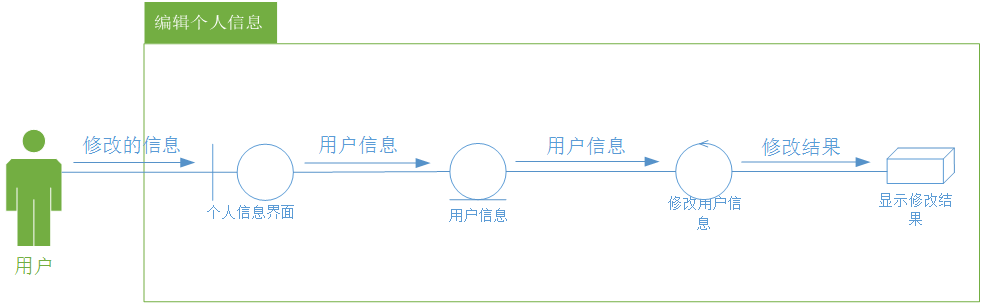 编辑个人信息
修改的信息
用户信息
用户信息
修改结果
个人信息界面
用户信息
修改用户信
息
显示修改结
果
用户